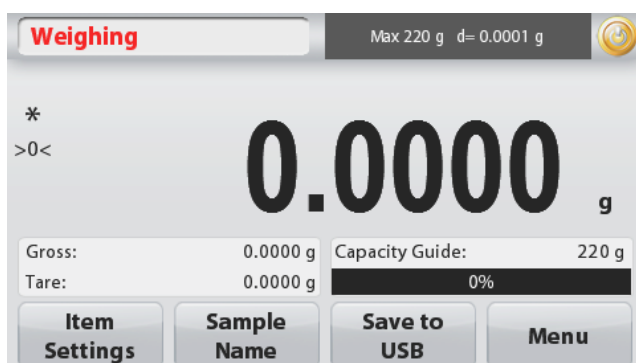 Weighing
Max 220 g d= 0.0001 g
*
>0<
0.0000 g
Gross: 0.0000 g
Tare: 0.0000 g
Capacity Guide: 220 g
0%
Item
Settings
Sample
Name
Save to
USB
Menu